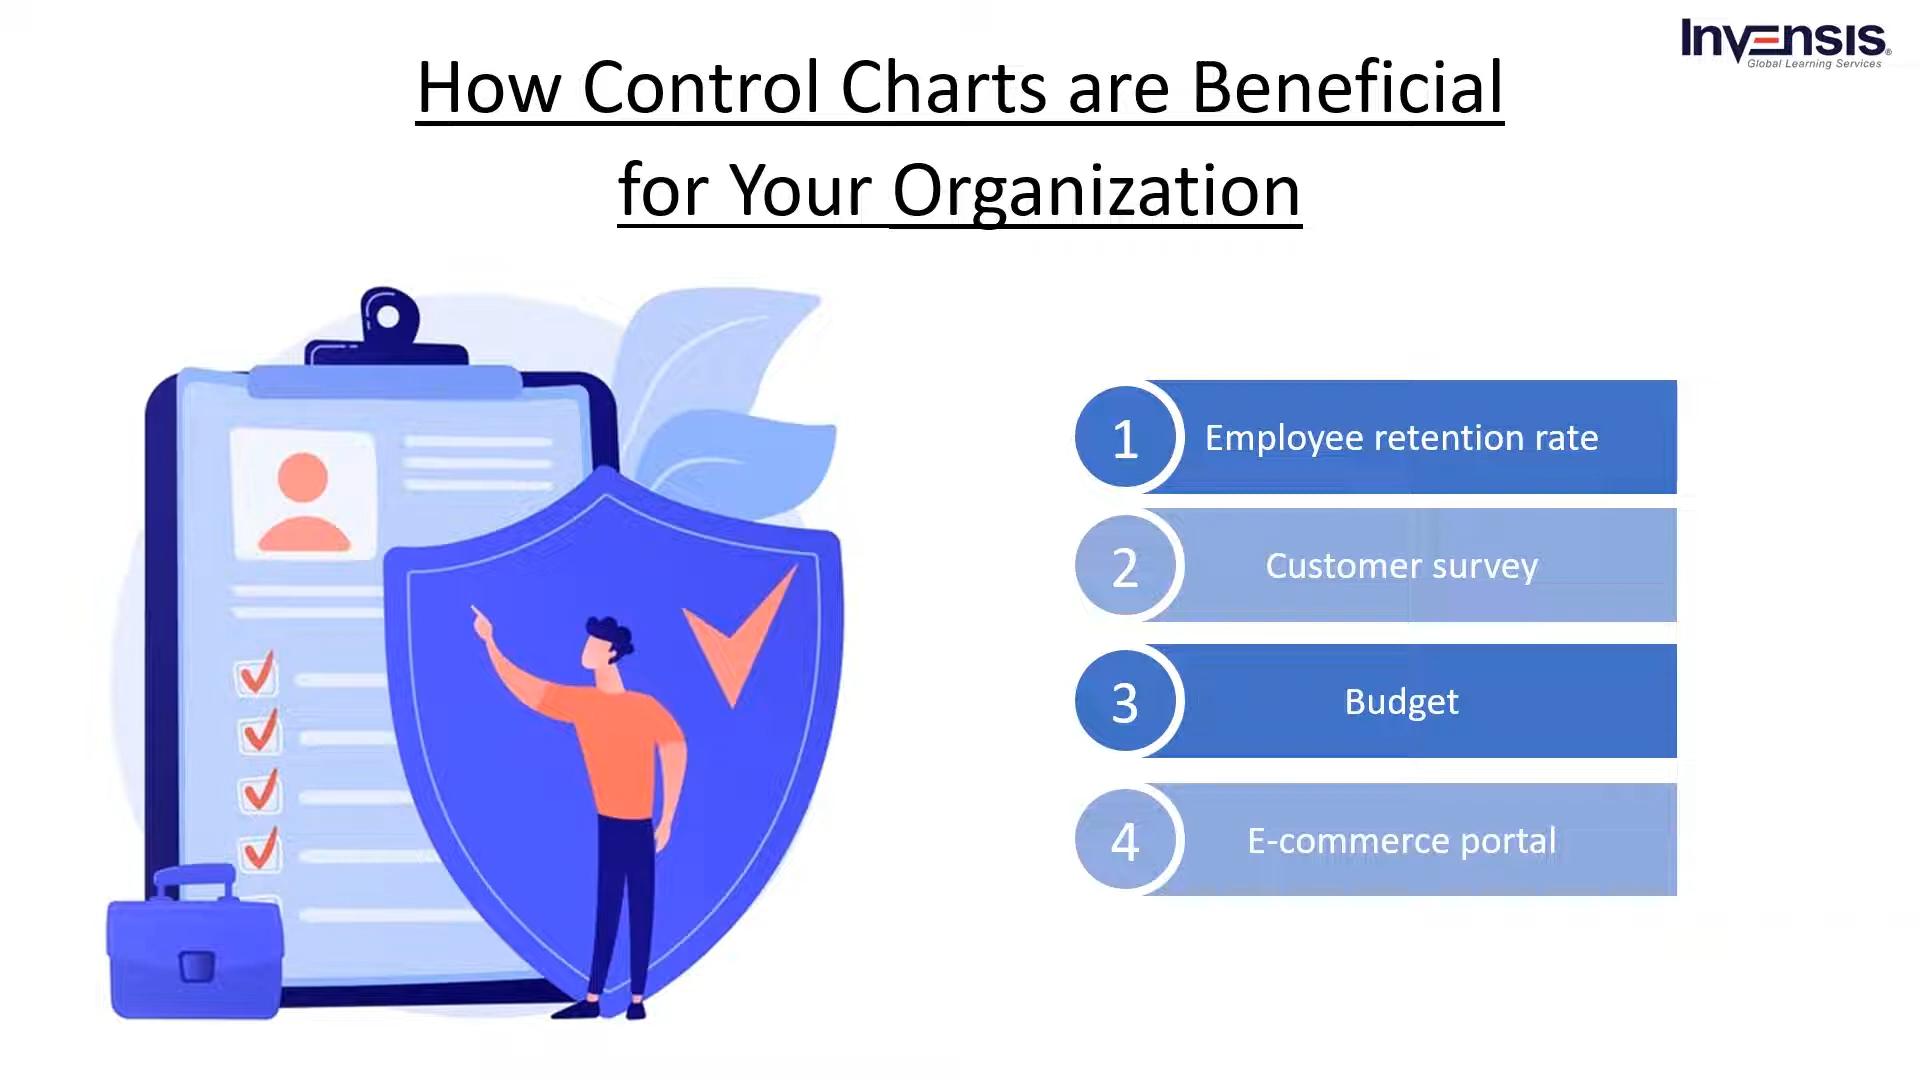 Invensis
Global Learning Services
How Control Charts are Beneficial
for Your Organization
1 Employee retention rate
2 Customer survey
3 Budget
4 E-commerce portal